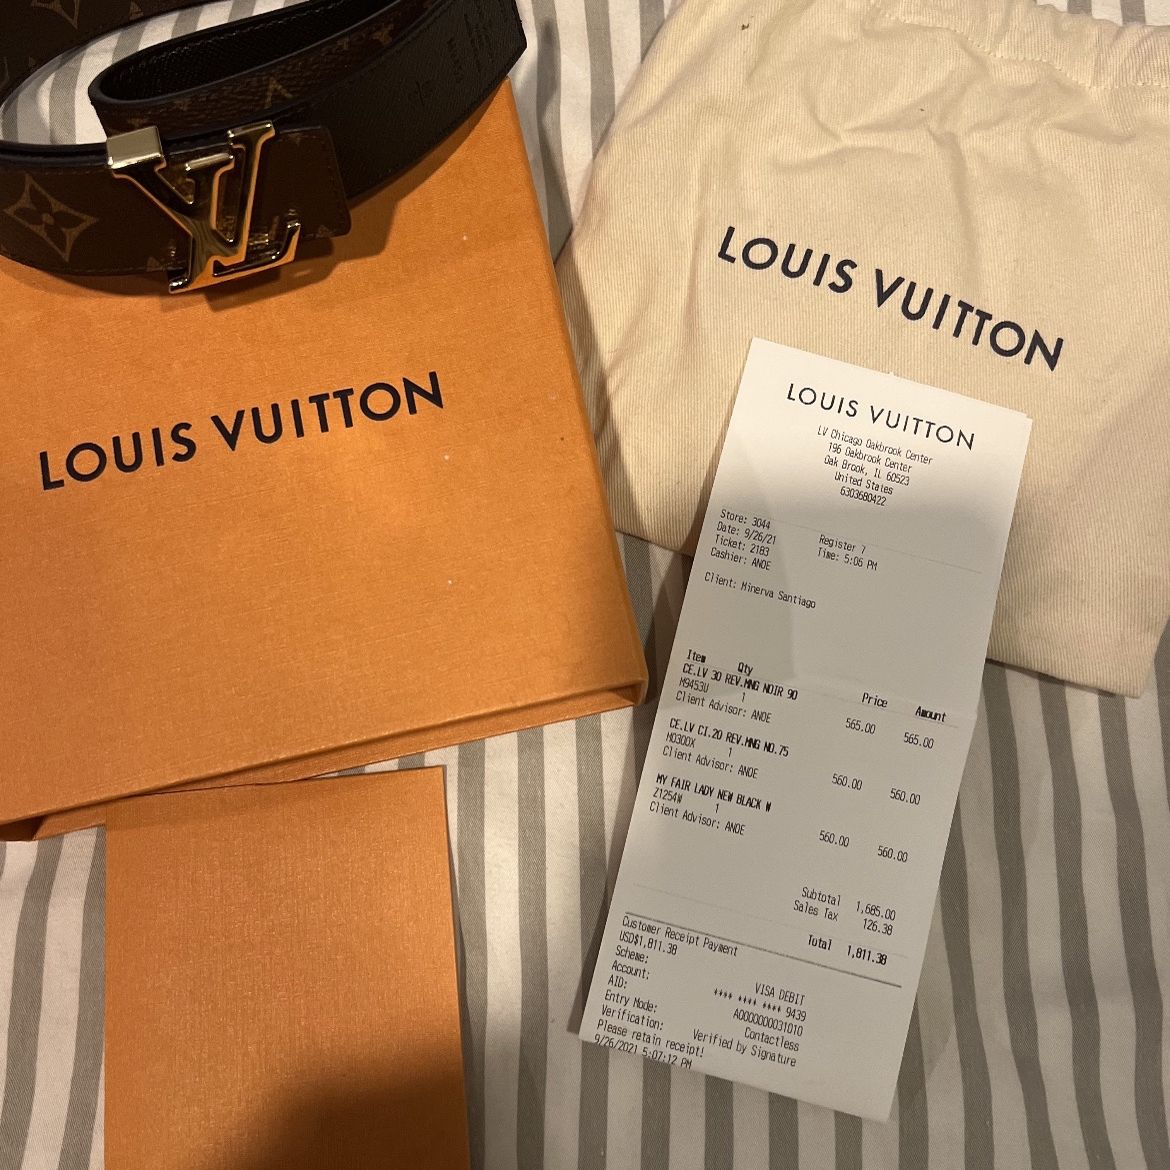 LOUIS VUITTON
LOUIS VUITTON
LOUIS VUITTON
LV Chicago Oakbrook Center
196 Oakbrook Center
Oak Brook, IL 60523
United States
6303680422
Store: 3044 Register 7
Date: 9/26/21 Time: 5:06 PM
Ticket: 2183
Cashier: ANOE
Client: Minerva Santiago
Item Qty Price Amount
CE.LV 30 REV.MNG NOIR 90
M9453U 1 565.00 565.00
Client Advisor: ANOE
CE.LV CI.20 REV.MNG NO.75
M0300X 1 560.00 560.00
Client Advisor: ANOE
MY FAIR LADY NEW BLACK W
Z1254W 1 560.00 560.00
Client Advisor: ANOE
Subtotal 1,685.00
Sales Tax 126.38
Total 1,811.38
Customer Receipt Payment
USD$1,811.38
Scheme: VISA DEBIT
Account: **** **** **** 9439
AID: A0000000031010
Entry Mode: Contactless
Verification: Verified by Signature
Please retain receipt!
9/26/2021 5:07:12 PM